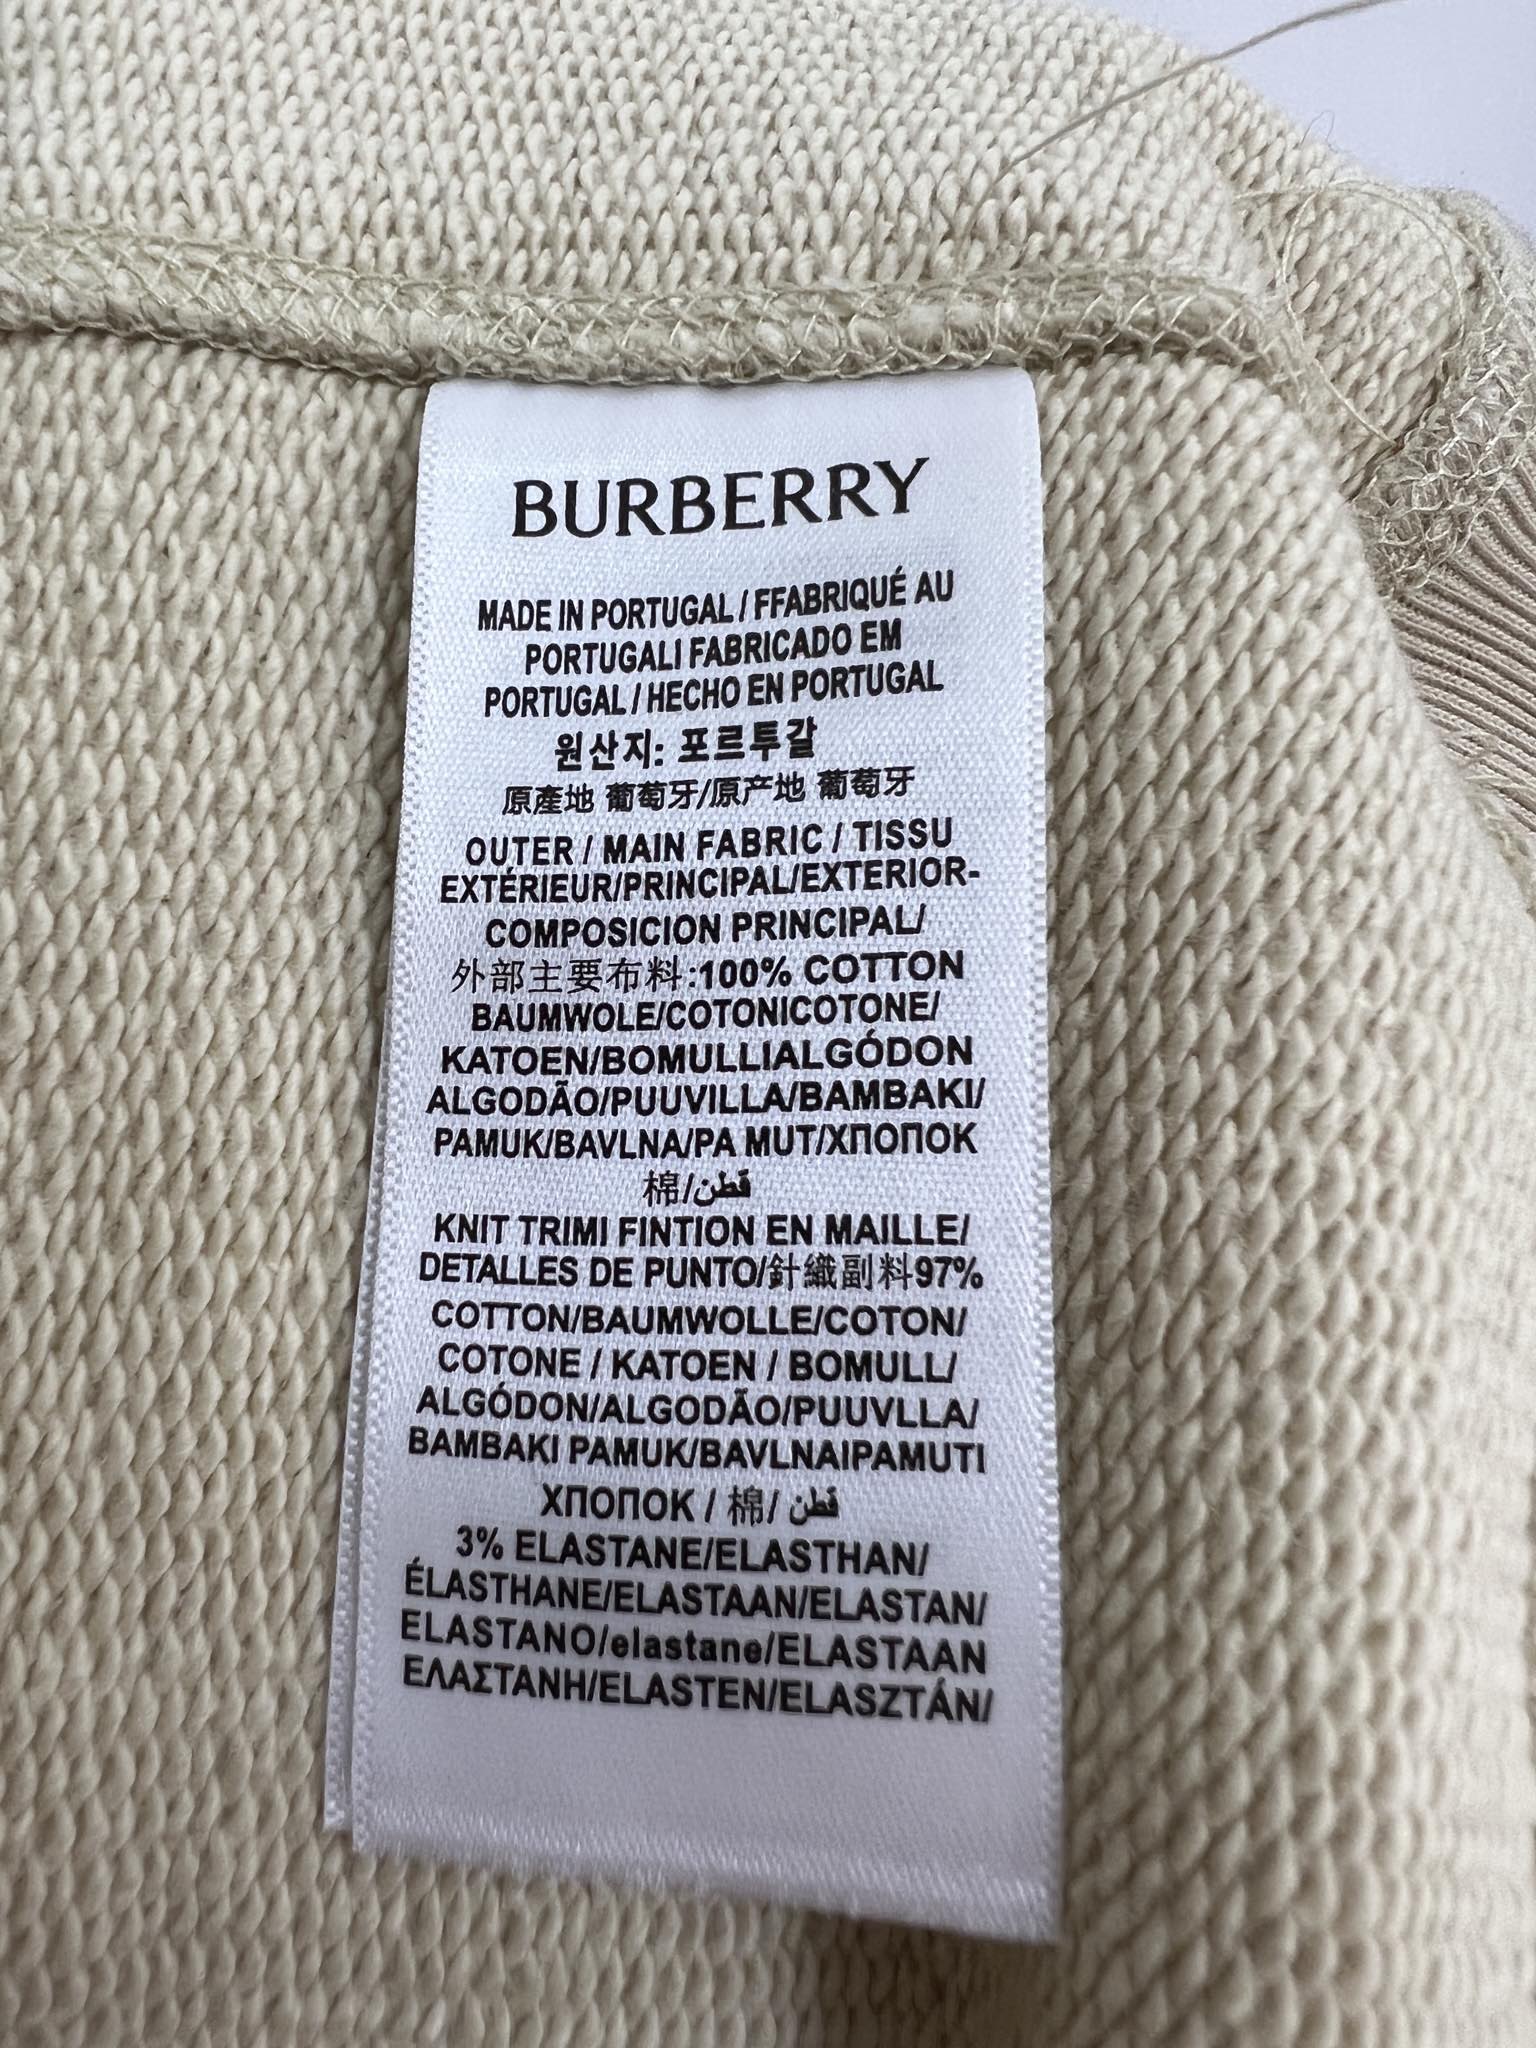 BURBERRY
MADE IN PORTUGAL / FFABRIQUÉ AU
PORTUGALI FABRICADO EM
PORTUGAL / HECHO EN PORTUGAL
원산지: 포르투갈
原產地 葡萄牙/原产地 葡萄牙
OUTER / MAIN FABRIC / TISSU
EXTÉRIEUR/PRINCIPAL/EXTERIOR-
COMPOSICION PRINCIPAL/
外部主要布料:100% COTTON
BAUMWOLE/COTONICOTONE/
KATOEN/BOMULLIALGÓDON
ALGODÃO/PUUVILLA/BAMBAKI/
PAMUK/BAVLNA/PA MUT/ХПОПОК
棉/قطن
KNIT TRIMI FINTION EN MAILLE/
DETALLES DE PUNTO/針織副料97%
COTTON/BAUMWOLLE/COTON/
COTONE / KATOEN / BOMULL/
ALGÓDON/ALGODÃO/PUUVLLA/
BAMBAKI PAMUK/BAVLNAIPAMUTI
ХПОПОК / 棉/ قطن
3% ELASTANE/ELASTHAN/
ÉLASTHANE/ELASTAAN/ELASTAN/
ELASTANO/elastane/ELASTAAN
ΕΛΑΣΤΑΝΗ/ELASTEN/ELASZTÁN/